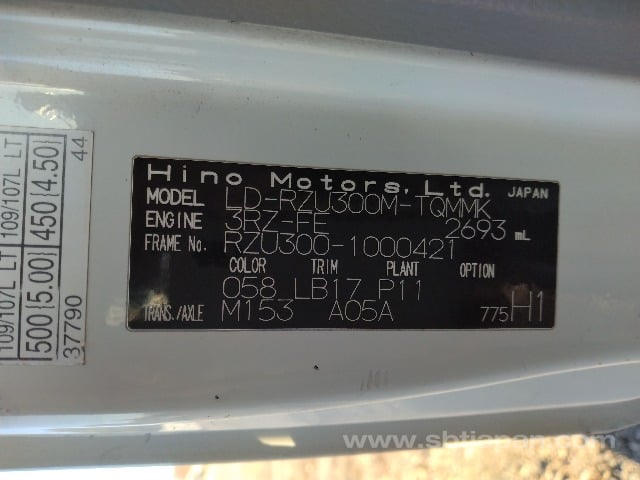 Hino Motors, Ltd. JAPAN
MODEL LD-RZU300M-TQMMK
ENGINE 3RZ-FE 2693 mL
FRAME No. RZU300-1000421
COLOR TRIM PLANT OPTION
058 LB17 P11
TRANS./AXLE M153 A05A 775H1
109/107L LT 109/107L LT 44
500(5.00) 450(4.50)
37790
www.sbtjapan.com